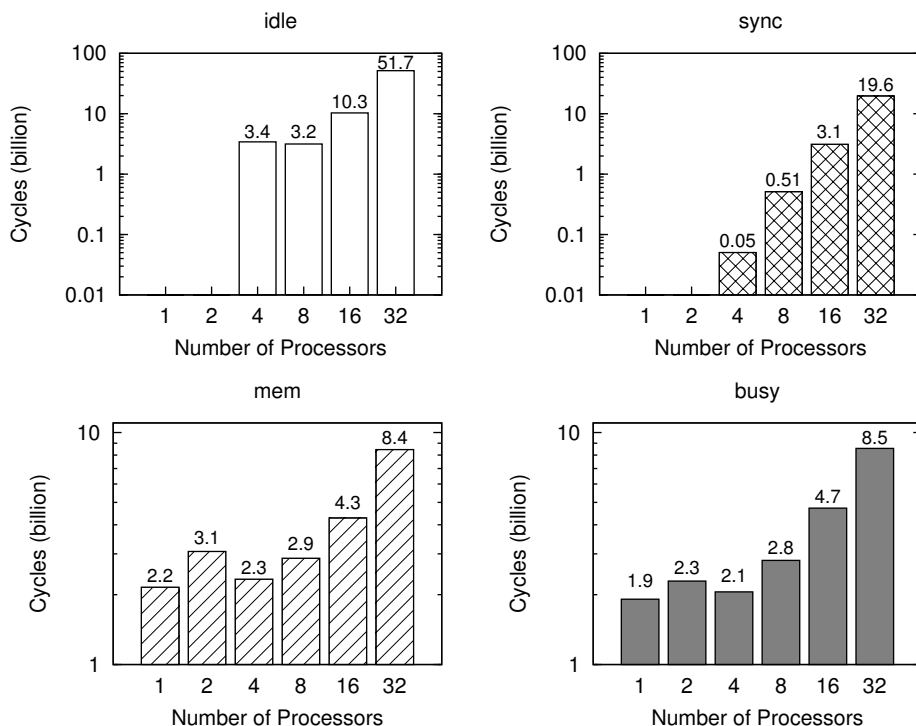 idle
Cycles (billion)
100
10
1
0.1
0.01
3.4
3.2
10.3
51.7
1 2 4 8 16 32
Number of Processors
sync
Cycles (billion)
100
10
1
0.1
0.01
0.05
0.51
3.1
19.6
1 2 4 8 16 32
Number of Processors
mem
Cycles (billion)
10
1
2.2
3.1
2.3
2.9
4.3
8.4
1 2 4 8 16 32
Number of Processors
busy
Cycles (billion)
10
1
1.9
2.3
2.1
2.8
4.7
8.5
1 2 4 8 16 32
Number of Processors